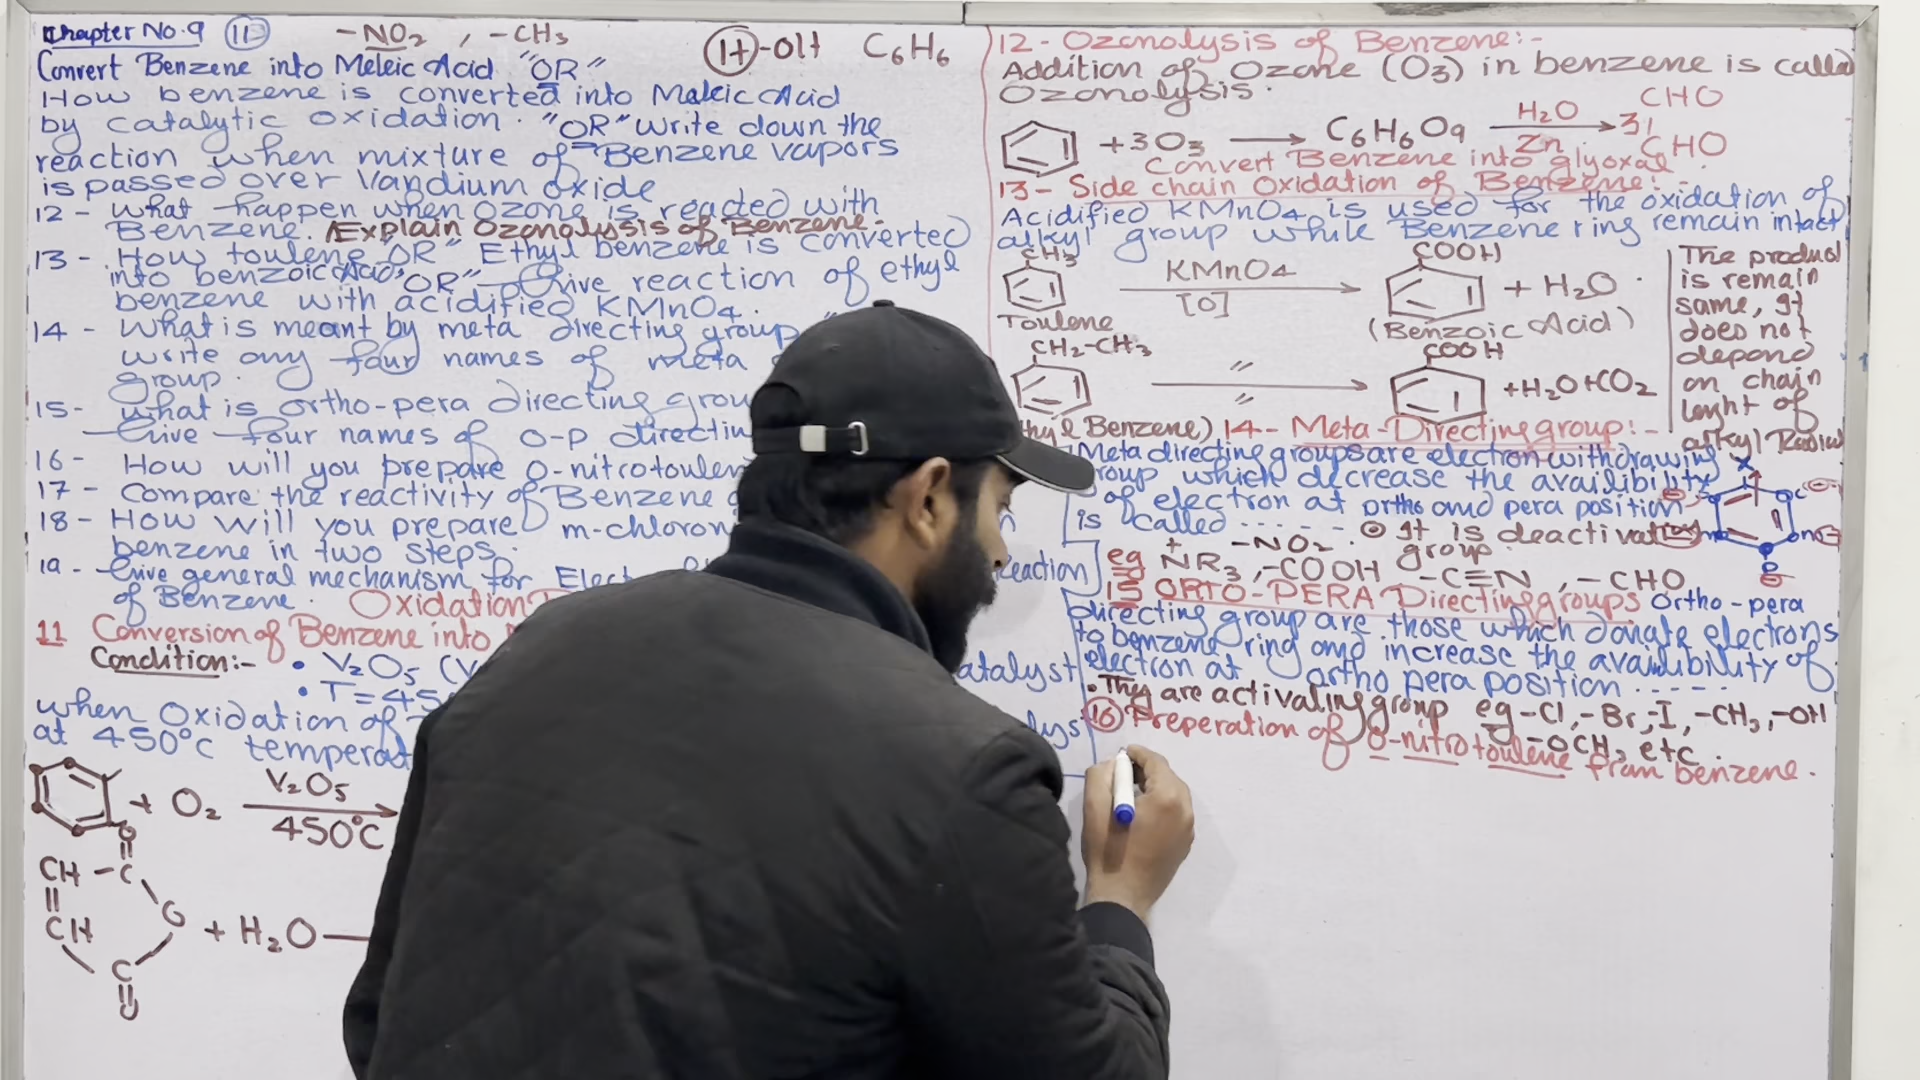 Chapter No.9 (11)
-NO2 , -CH3
(1+)-OH C6H6
Convert Benzene into Meleic Acid "OR"
How benzene is converted into Maleic Acid
by catalytic oxidation. "OR" Write down the
reaction when mixture of Benzene vapors
is passed over Vandium oxide
12 - What happen when Ozone is reacted with
Benzene. /Explain Ozonolysis of Benzene.
13 - How toulene "OR" Ethyl benzene is converted
into benzoic Acid, "OR" Give reaction of ethyl
benzene with acidified KMnO4.
14 - What is meant by meta directing group
write any four names of meta
group.
15- What is ortho-pera directing
Give four names of o-p
16 - How will you prepare o-nitrotoulen
17 - Compare the reactivity of Benzene
18 - How will you prepare m-chloron
benzene in two steps.
19 - Give general mechanism for Elect Reaction
of Benzene.
Oxidation
11 Conversion of Benzene into
Condition:- • V2O5 (V atalyst
• T=45
when Oxidation of
at 450°C temperat
+ O2 V2O5 450°C
O
CH - C
CH O + H2O
C
O
12- Ozonolysis of Benzene:-
Addition of Ozone (O3) in benzene is called
Ozonolysis.
+3O3 → C6H6O9 H2O Zn → 3 CHO CHO
Convert Benzene into glyoxal
13- Side chain Oxidation of Benzene:-
Acidified KMnO4 is used for the oxidation of
alkyl group while Benzene ring remain intact
CH3 KMnO4 [O] COOH + H2O.
Toulene (Benzoic Acid)
CH2-CH3 " " COOH +H2O+CO2
hyl Benzene)
The product
is remain
same, It
does not
depend
on chain
lenght of
alkyl Radical
14-- Meta-Directing group:-
Meta directing groups are electron withdrawing
roup which decrease the availibility
of electron at ortho and pera position
is called ...... It is deactivating
group.
eg +NR3, -NO2. -COOH -C≡N, -CHO
X
15 ORTO-PERA Directing groups Ortho-pera
directing group are those which donate electrons
to benzene ring and increase the availibility of
electron at ortho pera position .....
• They are activating group eg -Cl, -Br, -I, -CH3, -OH
-OCH3 etc.
(16) Preperation of o-nitrotoulene from benzene.